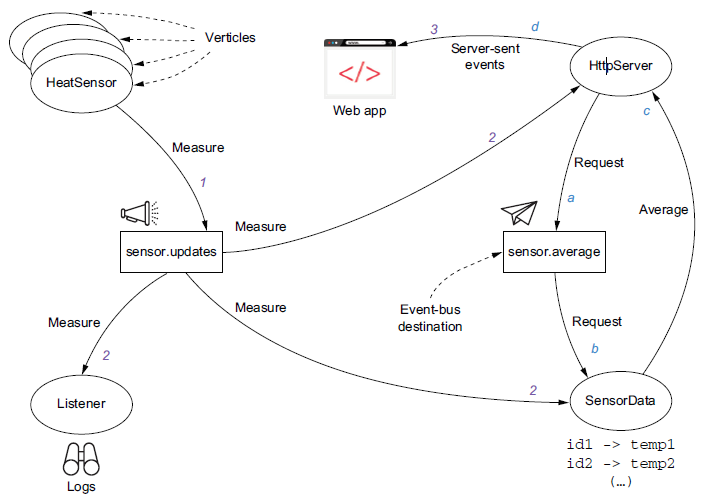 Verticles
HeatSensor
3
d
Server-sent
events
</>
Web app
HttpServer
2
c
Measure
1
Request
a
Average
Measure
sensor.updates
sensor.average
Measure
Event-bus
destination
Measure
2
Request
b
2
Listener
SensorData
Logs
id1 -> temp1
id2 -> temp2
(…)